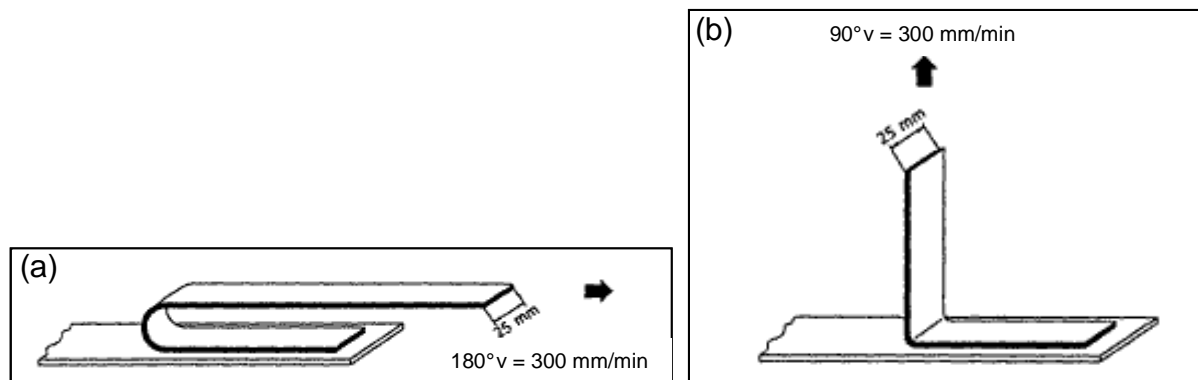 (a)
25 mm
180°v = 300 mm/min
(b)
90°v = 300 mm/min
25 mm